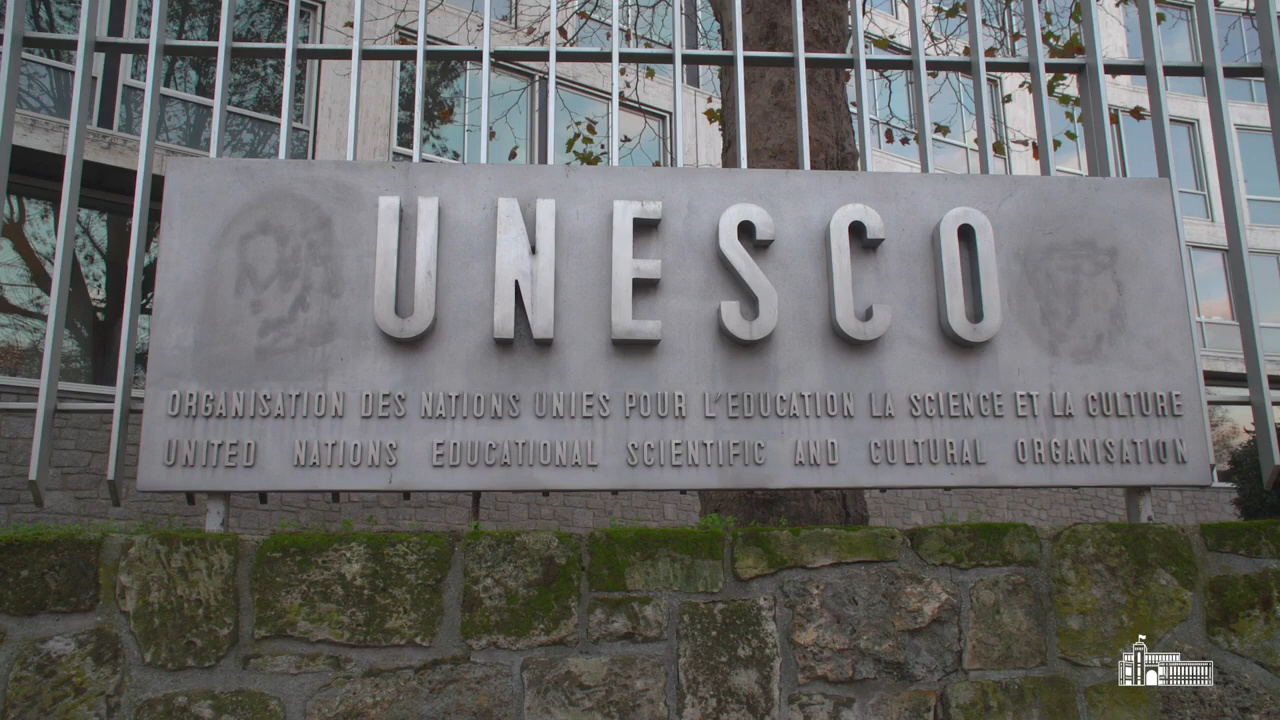 UNESCO
ORGANISATION DES NATIONS UNIES POUR L'EDUCATION LA SCIENCE ET LA CULTURE
UNITED NATIONS EDUCATIONAL SCIENTIFIC AND CULTURAL ORGANISATION